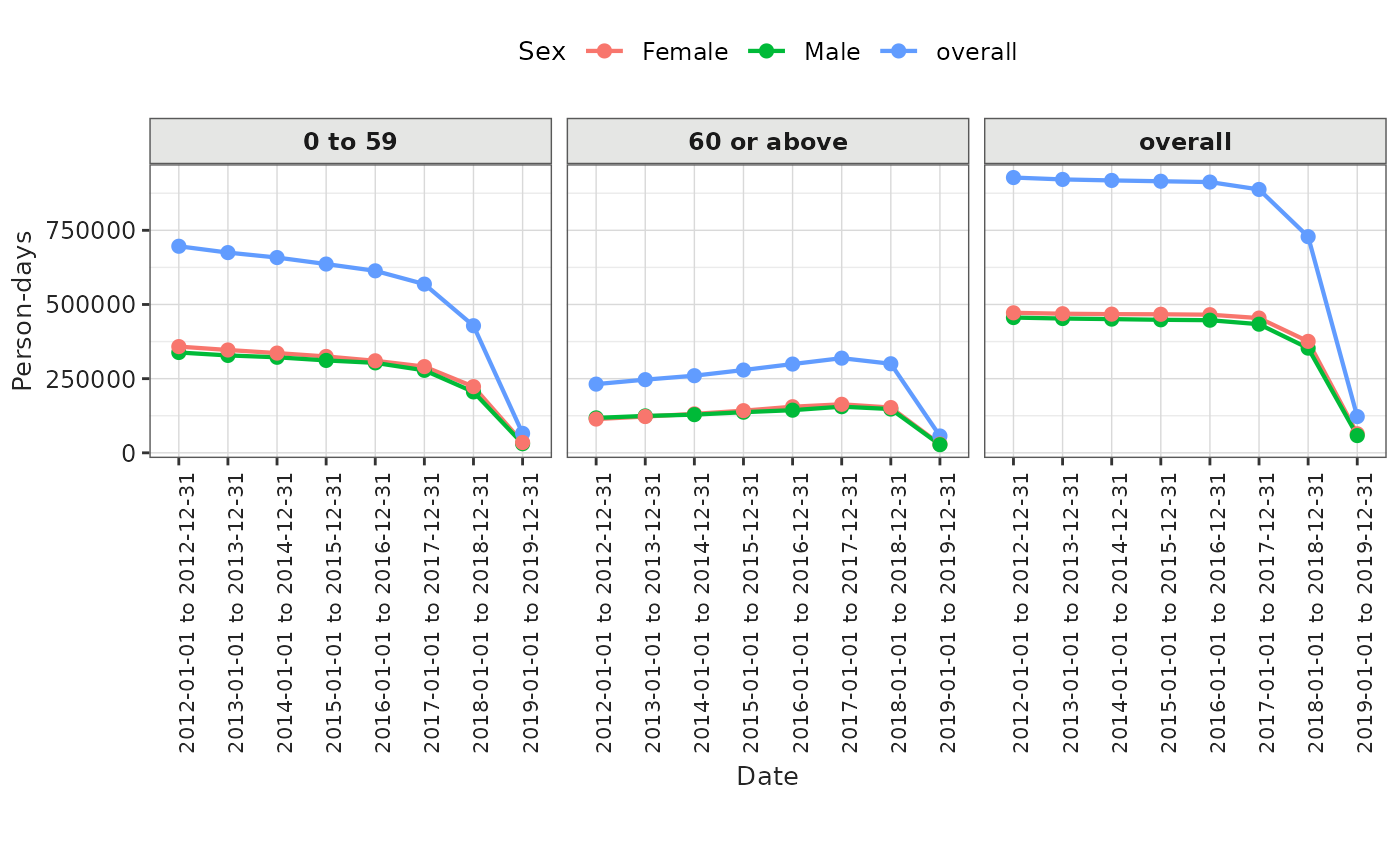 Sex Female Male overall
0 to 59 60 or above overall
Person-days
750000
500000
250000
0
2012-01-01 to 2012-12-31
2013-01-01 to 2013-12-31
2014-01-01 to 2014-12-31
2015-01-01 to 2015-12-31
2016-01-01 to 2016-12-31
2017-01-01 to 2017-12-31
2018-01-01 to 2018-12-31
2019-01-01 to 2019-12-31
2012-01-01 to 2012-12-31
2013-01-01 to 2013-12-31
2014-01-01 to 2014-12-31
2015-01-01 to 2015-12-31
2016-01-01 to 2016-12-31
2017-01-01 to 2017-12-31
2018-01-01 to 2018-12-31
2019-01-01 to 2019-12-31
2012-01-01 to 2012-12-31
2013-01-01 to 2013-12-31
2014-01-01 to 2014-12-31
2015-01-01 to 2015-12-31
2016-01-01 to 2016-12-31
2017-01-01 to 2017-12-31
2018-01-01 to 2018-12-31
2019-01-01 to 2019-12-31
Date